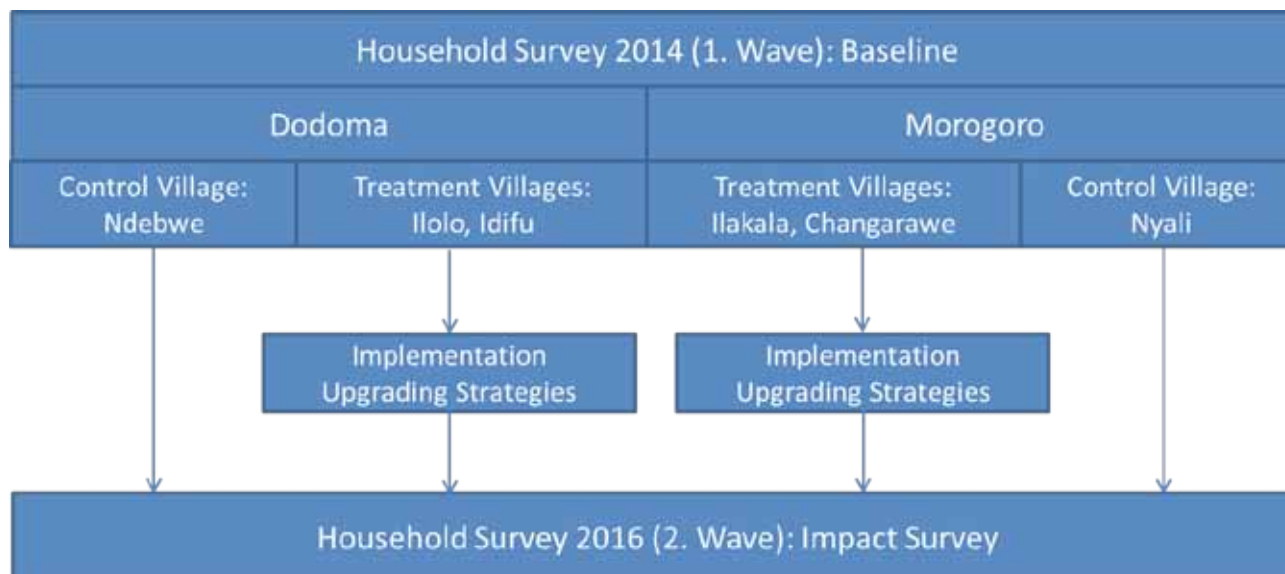 Household Survey 2014 (1. Wave): Baseline
Dodoma
Morogoro
Control Village:
Ndebwe
Treatment Villages:
Ilolo, Idifu
Treatment Villages:
Ilakala, Changarawe
Control Village:
Nyali
Implementation
Upgrading Strategies
Implementation
Upgrading Strategies
Household Survey 2016 (2. Wave): Impact Survey